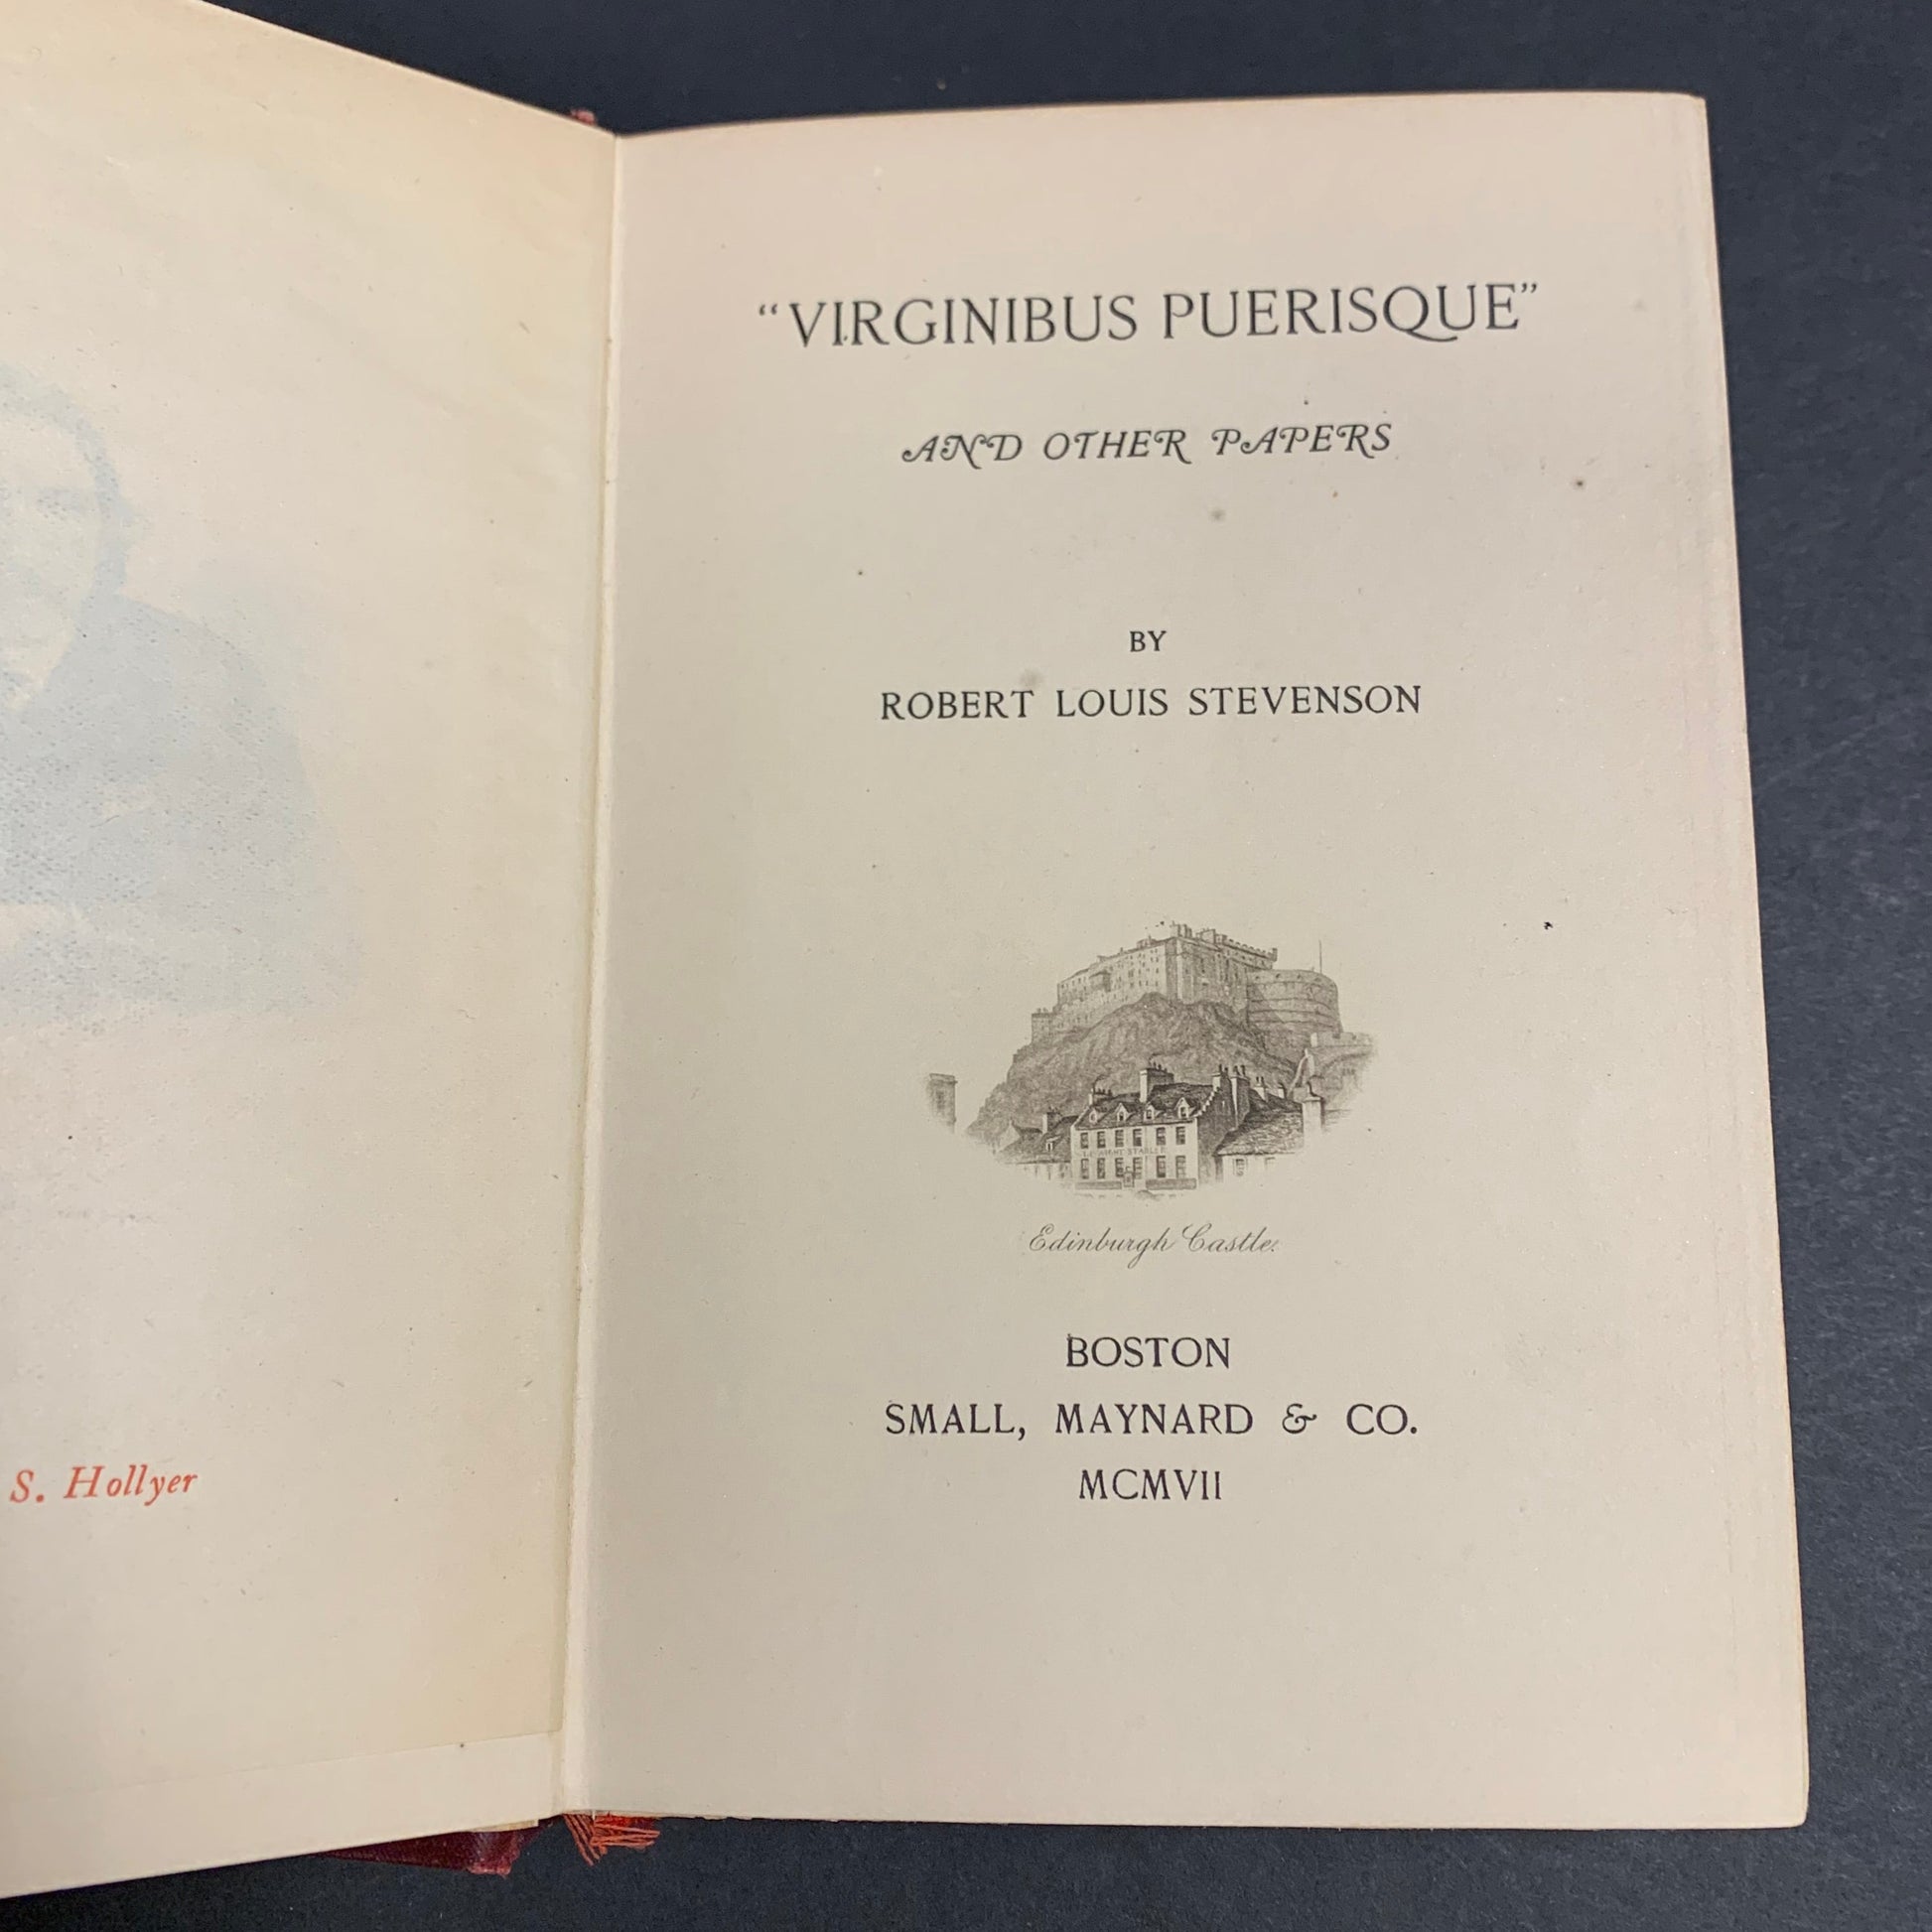 S. Hollyer
“VIRGINIBUS PUERISQUE”
AND OTHER PAPERS
BY
ROBERT LOUIS STEVENSON
Edinburgh Castle.
BOSTON
SMALL, MAYNARD & CO.
MCMVII